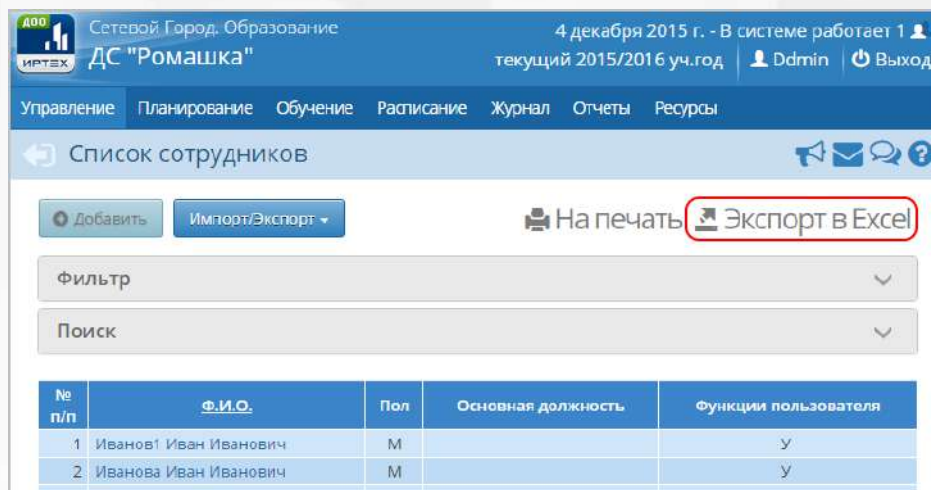 ДОО
ИРТЕХ
Сетевой Город. Образование
ДС "Ромашка"
4 декабря 2015 г. - В системе работает 1
текущий 2015/2016 уч.год Ddmin Выход
Управление Планирование Обучение Расписание Журнал Отчеты Ресурсы
Список сотрудников
Добавить Импорт/Экспорт На печать Экспорт в Excel
Фильтр
Поиск
№ п/п Ф.И.О. Пол Основная должность Функции пользователя
1 Иванов1 Иван Иванович М У
2 Иванова Иван Иванович М У